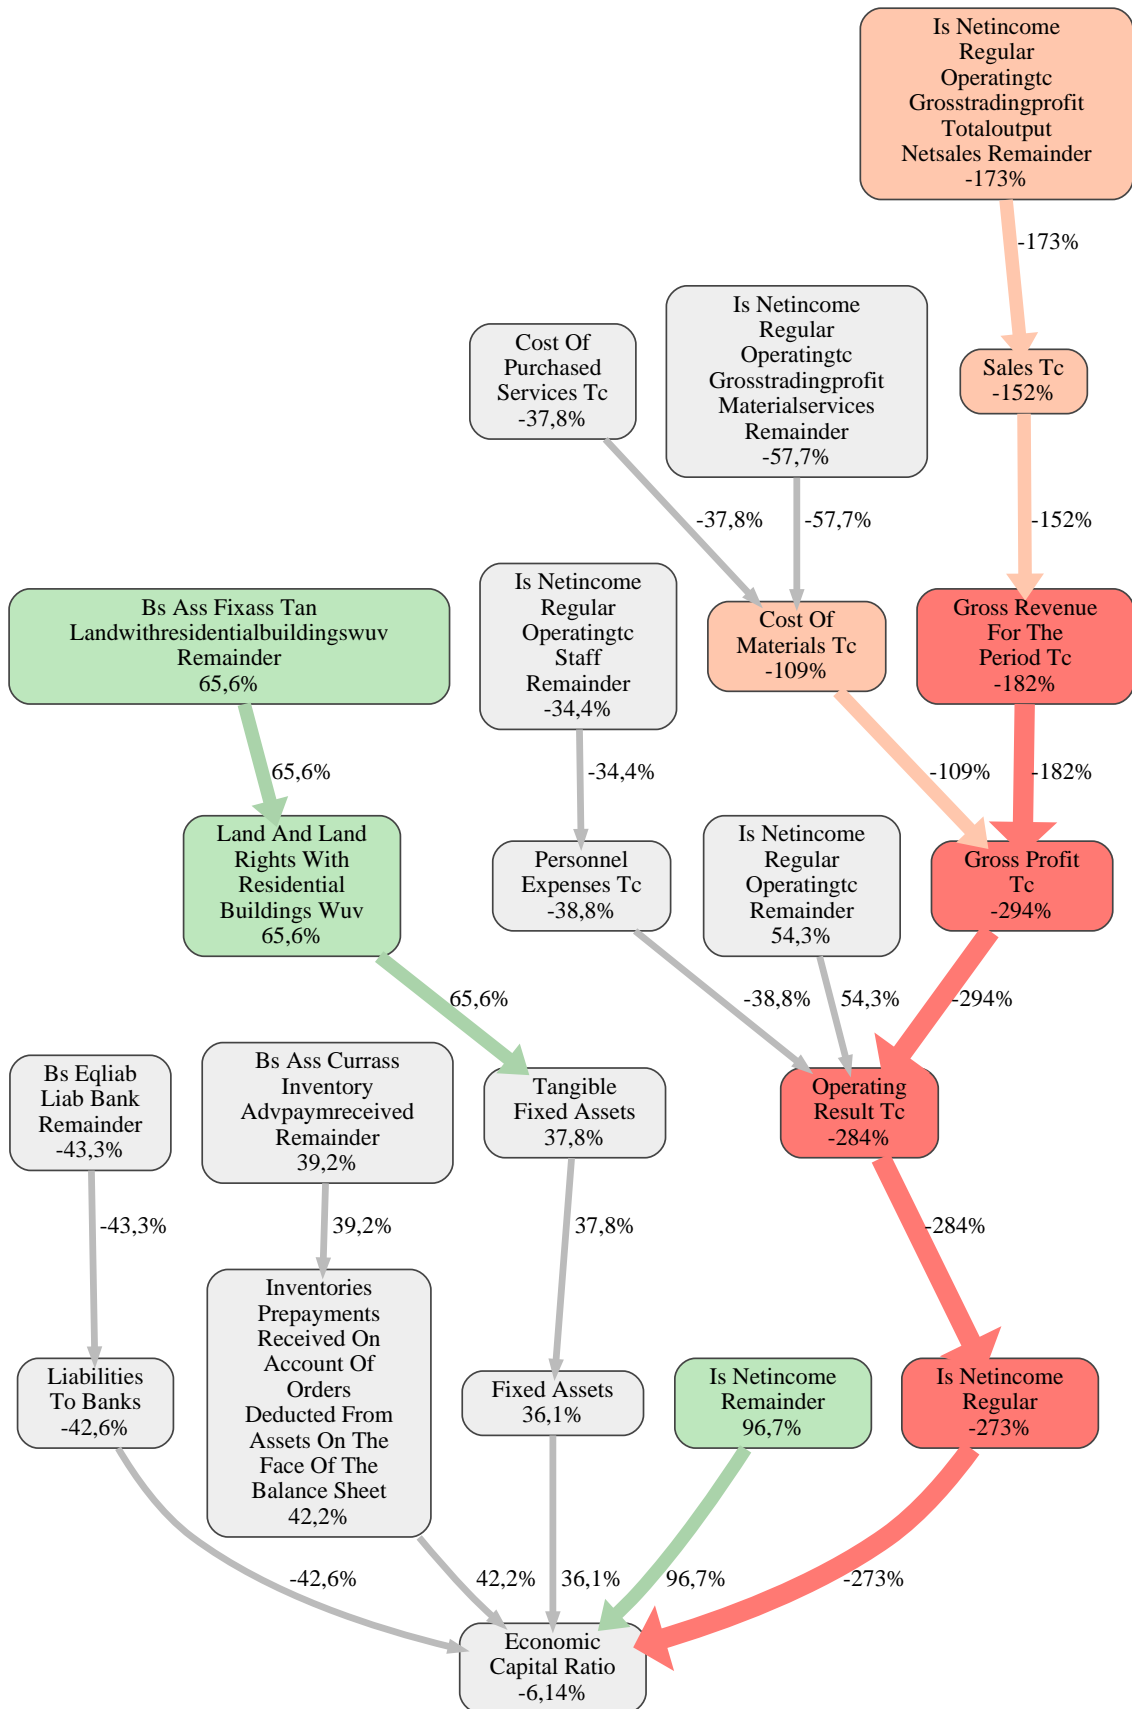 Is Netincome
Regular
Operatingtc
Grosstradingprofit
Totaloutput
Netsales Remainder
-173%
-173%
Cost Of
Purchased
Services Tc
-37,8%
Is Netincome
Regular
Operatingtc
Grosstradingprofit
Materialservices
Remainder
-57,7%
Sales Tc
-152%
-37,8%
-57,7%
-152%
Bs Ass Fixass Tan
Landwithresidentialbuildingswuv
Remainder
65,6%
Is Netincome
Regular
Operatingtc
Staff
Remainder
-34,4%
Cost Of
Materials Tc
-109%
Gross Revenue
For The
Period Tc
-182%
65,6%
-34,4%
-109%
-182%
Land And Land
Rights With
Residential
Buildings Wuv
65,6%
Personnel
Expenses Tc
-38,8%
Is Netincome
Regular
Operatingtc
Remainder
54,3%
Gross Profit
Tc
-294%
65,6%
-38,8%
54,3%
-294%
Bs Eqliab
Liab Bank
Remainder
-43,3%
Bs Ass Currass
Inventory
Advpaymreceived
Remainder
39,2%
Tangible
Fixed Assets
37,8%
Operating
Result Tc
-284%
-43,3%
39,2%
37,8%
-284%
Liabilities
To Banks
-42,6%
Inventories
Prepayments
Received On
Account Of
Orders
Deducted From
Assets On The
Face Of The
Balance Sheet
42,2%
Fixed Assets
36,1%
Is Netincome
Remainder
96,7%
Is Netincome
Regular
-273%
-42,6%
42,2%
36,1%
96,7%
-273%
Economic
Capital Ratio
-6,14%